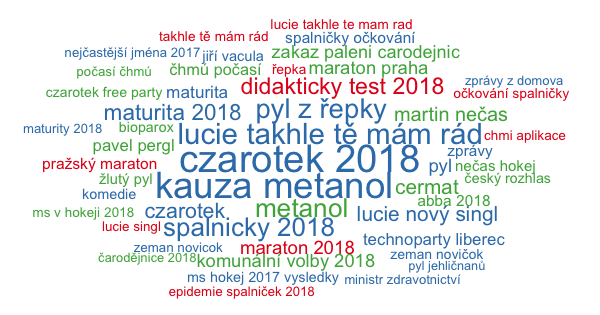 lucie takhle te mam rad
takhle tě mám rád
spalničky očkování
nejčastější jména 2017
jiří vacula
zakaz paleni carodejnic
počasí čhmú
čhmú počasí
řepka
maraton praha
czarotek free party
maturita
didakticky test 2018
zprávy z domova
očkování spalničky
maturita 2018
pyl z řepky
martin nečas
maturity 2018
bioparox
lucie takhle tě mám rád
chmi aplikace
pavel pergl
zprávy
pražský maraton
czarotek 2018
pyl
nečas hokej
žlutý pyl
kauza metanol
cermat
český rozhlas
komedie
abba 2018
ms v hokeji 2018
czarotek
metanol
lucie nový singl
lucie singl
spalnicky 2018
technoparty liberec
zeman novicok
maraton 2018
zeman novičok
čarodějnice 2018
komunální volby 2018
pyl jehličnanů
ms hokej 2017 vysledky
ministr zdravotnictví
epidemie spalniček 2018